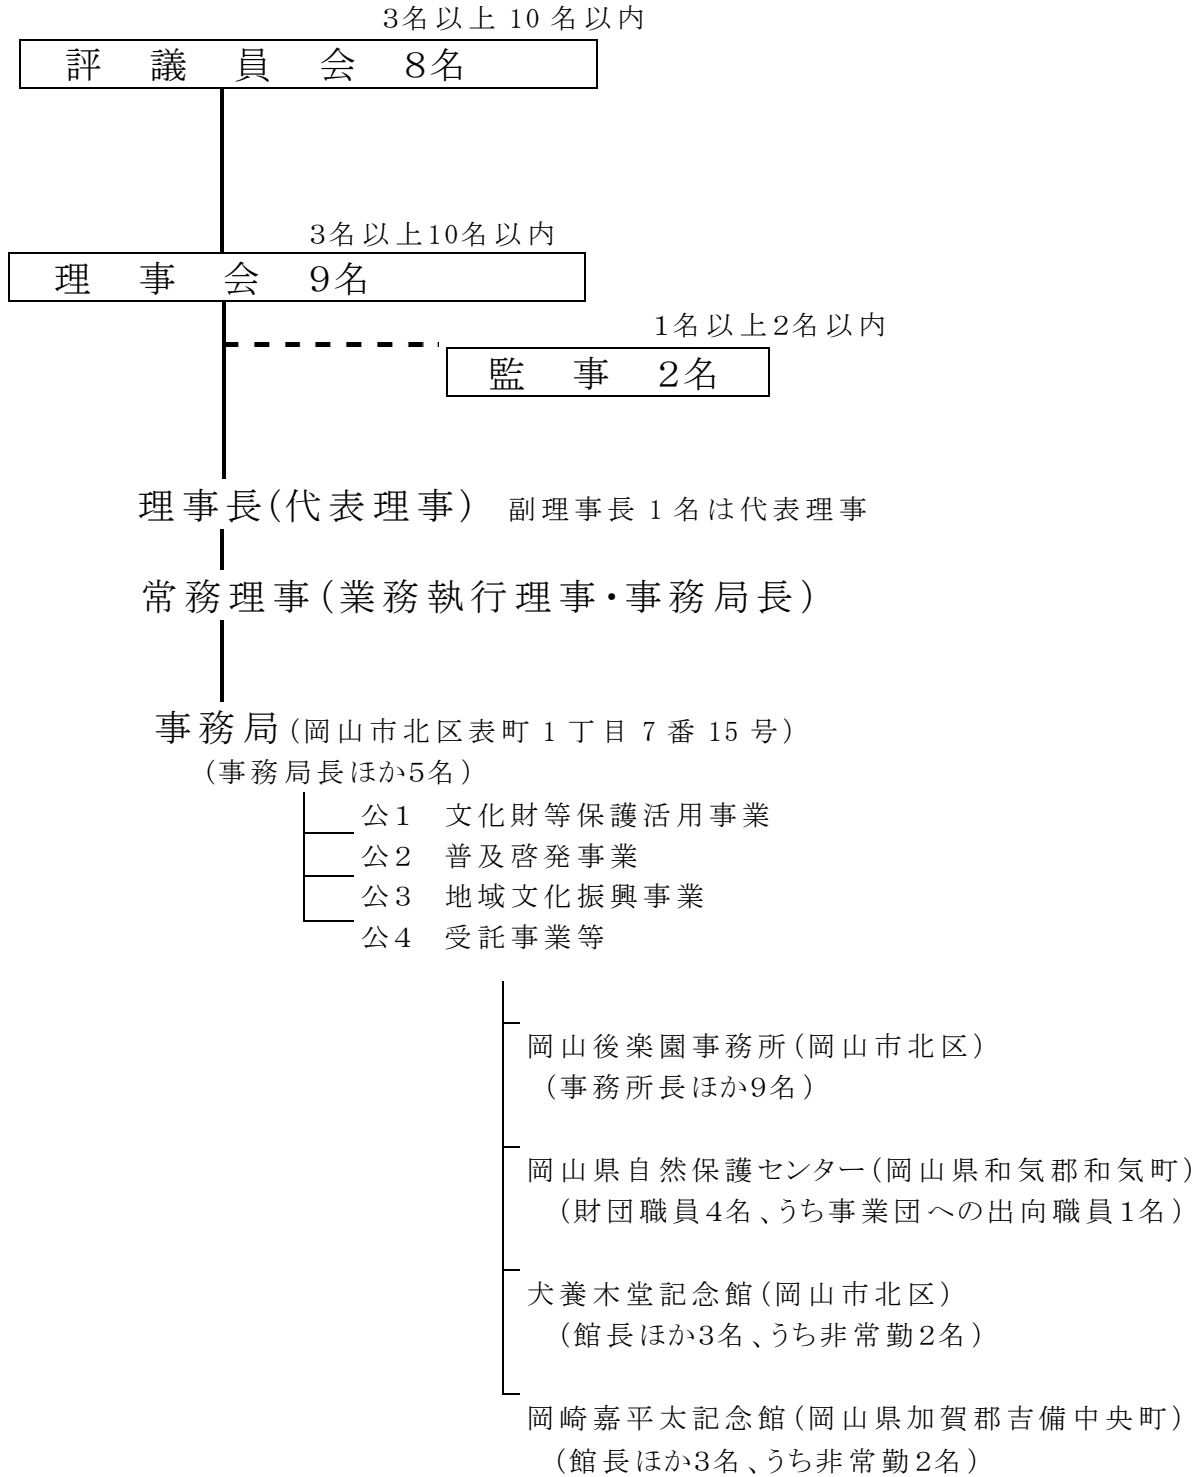 3名以上10名以内
評　議　員　会　8名
3名以上10名以内
理　事　会　9名
1名以上2名以内
監　事　2名
理事長(代表理事)　副理事長1名は代表理事
常務理事(業務執行理事・事務局長)
事務局(岡山市北区表町1丁目7番15号)
(事務局長ほか5名)
公1　文化財等保護活用事業
公2　普及啓発事業
公3　地域文化振興事業
公4　受託事業等
岡山後楽園事務所(岡山市北区)
(事務所長ほか9名)
岡山県自然保護センター(岡山県和気郡和気町)
(財団職員4名、うち事業団への出向職員1名)
犬養木堂記念館(岡山市北区)
(館長ほか3名、うち非常勤2名)
岡崎嘉平太記念館(岡山県加賀郡吉備中央町)
(館長ほか3名、うち非常勤2名)